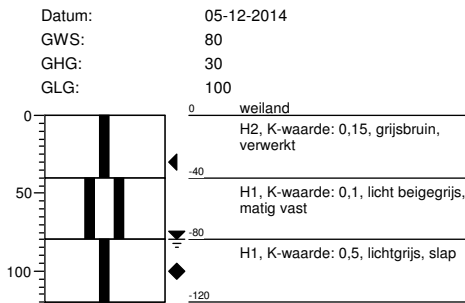 Datum: 05-12-2014
GWS: 80
GHG: 30
GLG: 100
0 0 weiland
H2, K-waarde: 0,15, grijsbruin,
verwerkt
-40
50 H1, K-waarde: 0,1, licht beigegrijs,
matig vast
-80
H1, K-waarde: 0,5, lichtgrijs, slap
100
-120